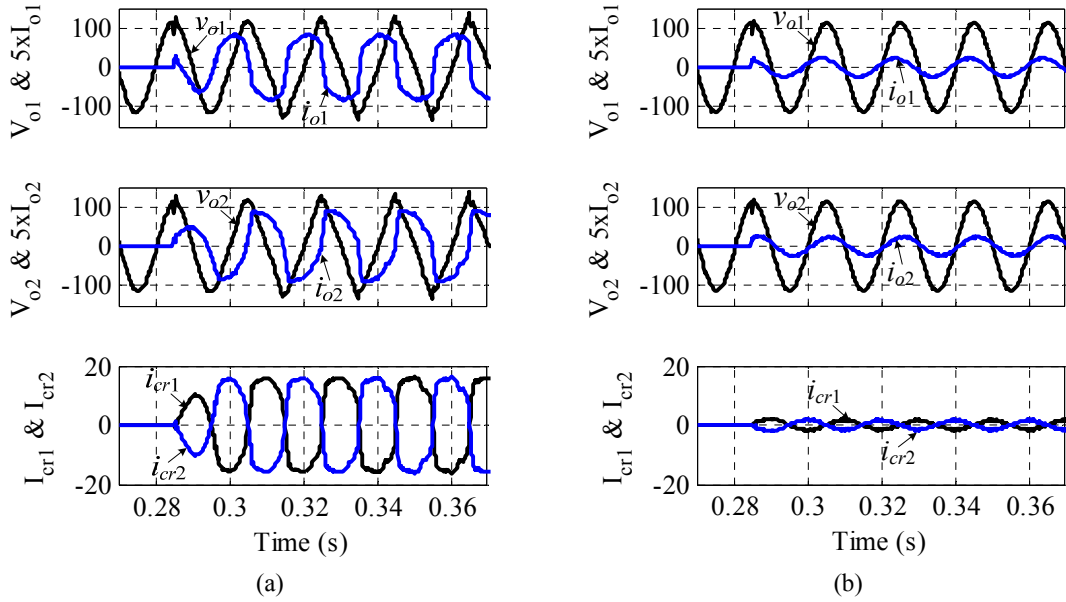 V_o1 & 5xI_o1
100
0
-100
v_o1
i_o1
V_o2 & 5xI_o2
100
0
-100
v_o2
i_o2
I_cr1 & I_cr2
20
0
-20
i_cr1
i_cr2
0.28 0.3 0.32 0.34 0.36
Time (s)
(a)
V_o1 & 5xI_o1
100
0
-100
v_o1
i_o1
V_o2 & 5xI_o2
100
0
-100
v_o2
i_o2
I_cr1 & I_cr2
20
0
-20
i_cr1
i_cr2
0.28 0.3 0.32 0.34 0.36
Time (s)
(b)